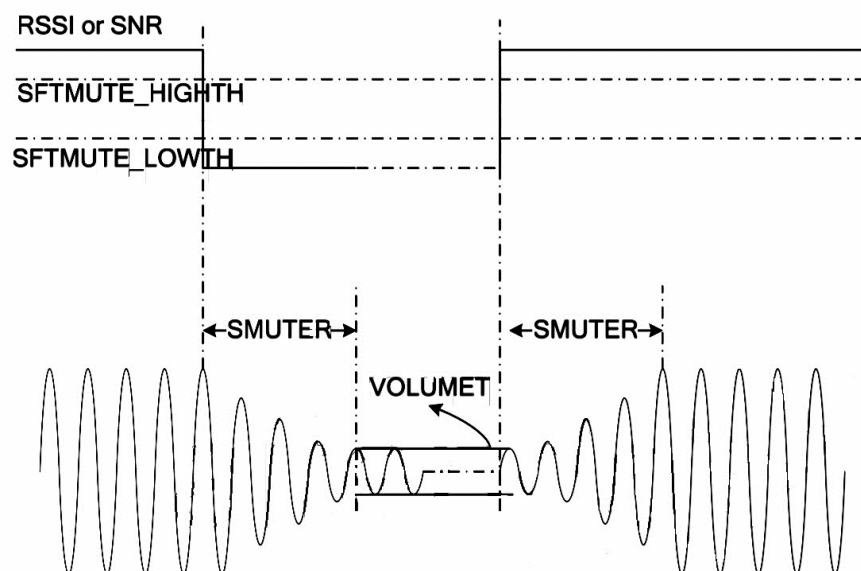 RSSI or SNR
SFTMUTE_HIGHTH
SFTMUTE_LOWTH
SMUTER
SMUTER
VOLUMET